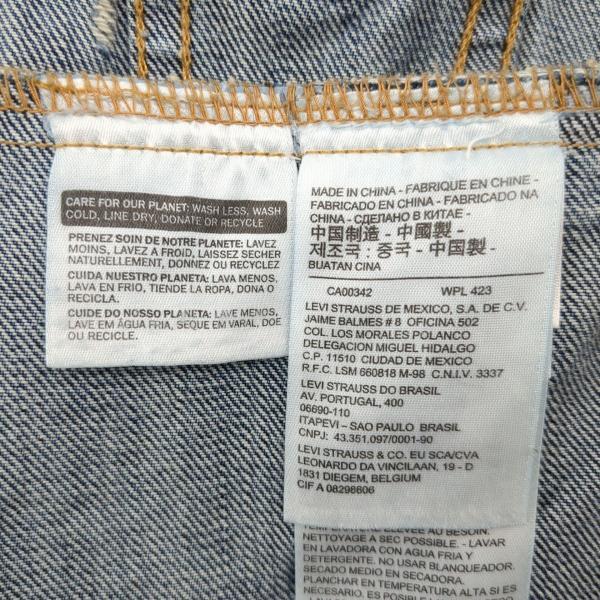 CARE FOR OUR PLANET: WASH LESS, WASH
COLD, LINE DRY, DONATE OR RECYCLE
PRENEZ SOIN DE NOTRE PLANETE: LAVEZ
MOINS, LAVEZ À FROID, LAISSEZ SECHER
NATURELLEMENT, DONNEZ OU RECYCLEZ
CUIDA NUESTRO PLANETA: LAVA MENOS,
LAVA EN FRIO, TIENDE LA ROPA, DONA O
RECICLA.
CUIDE DO NOSSO PLANETA: LAVE MENOS,
LAVE EM ÁGUA FRIA, SEQUE EM VARAL, DOE
OU RECICLE.
MADE IN CHINA - FABRIQUE EN CHINE -
FABRICADO EN CHINA - FABRICADO NA
CHINA - СДЕЛАНО В КИТАЕ -
中国制造 - 中國製 -
제조국 : 중국 - 中国製 -
BUATAN CINA
CA00342 WPL 423
LEVI STRAUSS DE MEXICO, S.A. DE C.V.
JAIME BALMES # 8 OFICINA 502
COL. LOS MORALES POLANCO
DELEGACION MIGUEL HIDALGO
C.P. 11510 CIUDAD DE MEXICO
R.F.C. LSM 660818 M-98 C.N.I.V. 3337
LEVI STRAUSS DO BRASIL
AV. PORTUGAL, 400
06690-110
ITAPEVI – SAO PAULO BRASIL
CNPJ: 43.351.097/0001-90
LEVI STRAUSS & C.O. EU SCA/CVA
LEONARDO DA VINCILAAN, 19 - D
1831 DIEGEM, BELGIUM
CIF A 08298606
TEMPERATURE ELEVEE AU BESOIN.
NETTOYAGE A SEC POSSIBLE. - LAVAR
EN LAVADORA CON AGUA FRIA Y
DETERGENTE. NO USAR BLANQUEADOR.
SECADO MEDIO EN SECADORA.
PLANCHAR EN TEMPERATURA ALTA SI ES